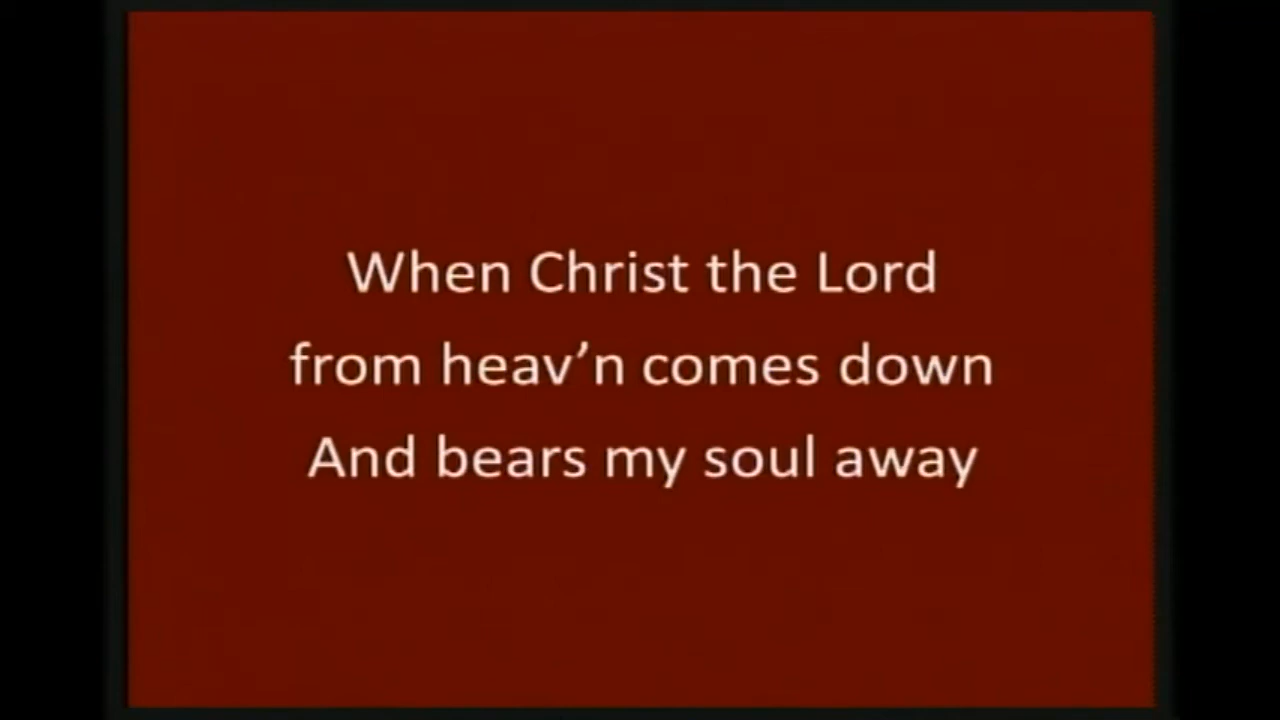 When Christ the Lord
from heav’n comes down
And bears my soul away